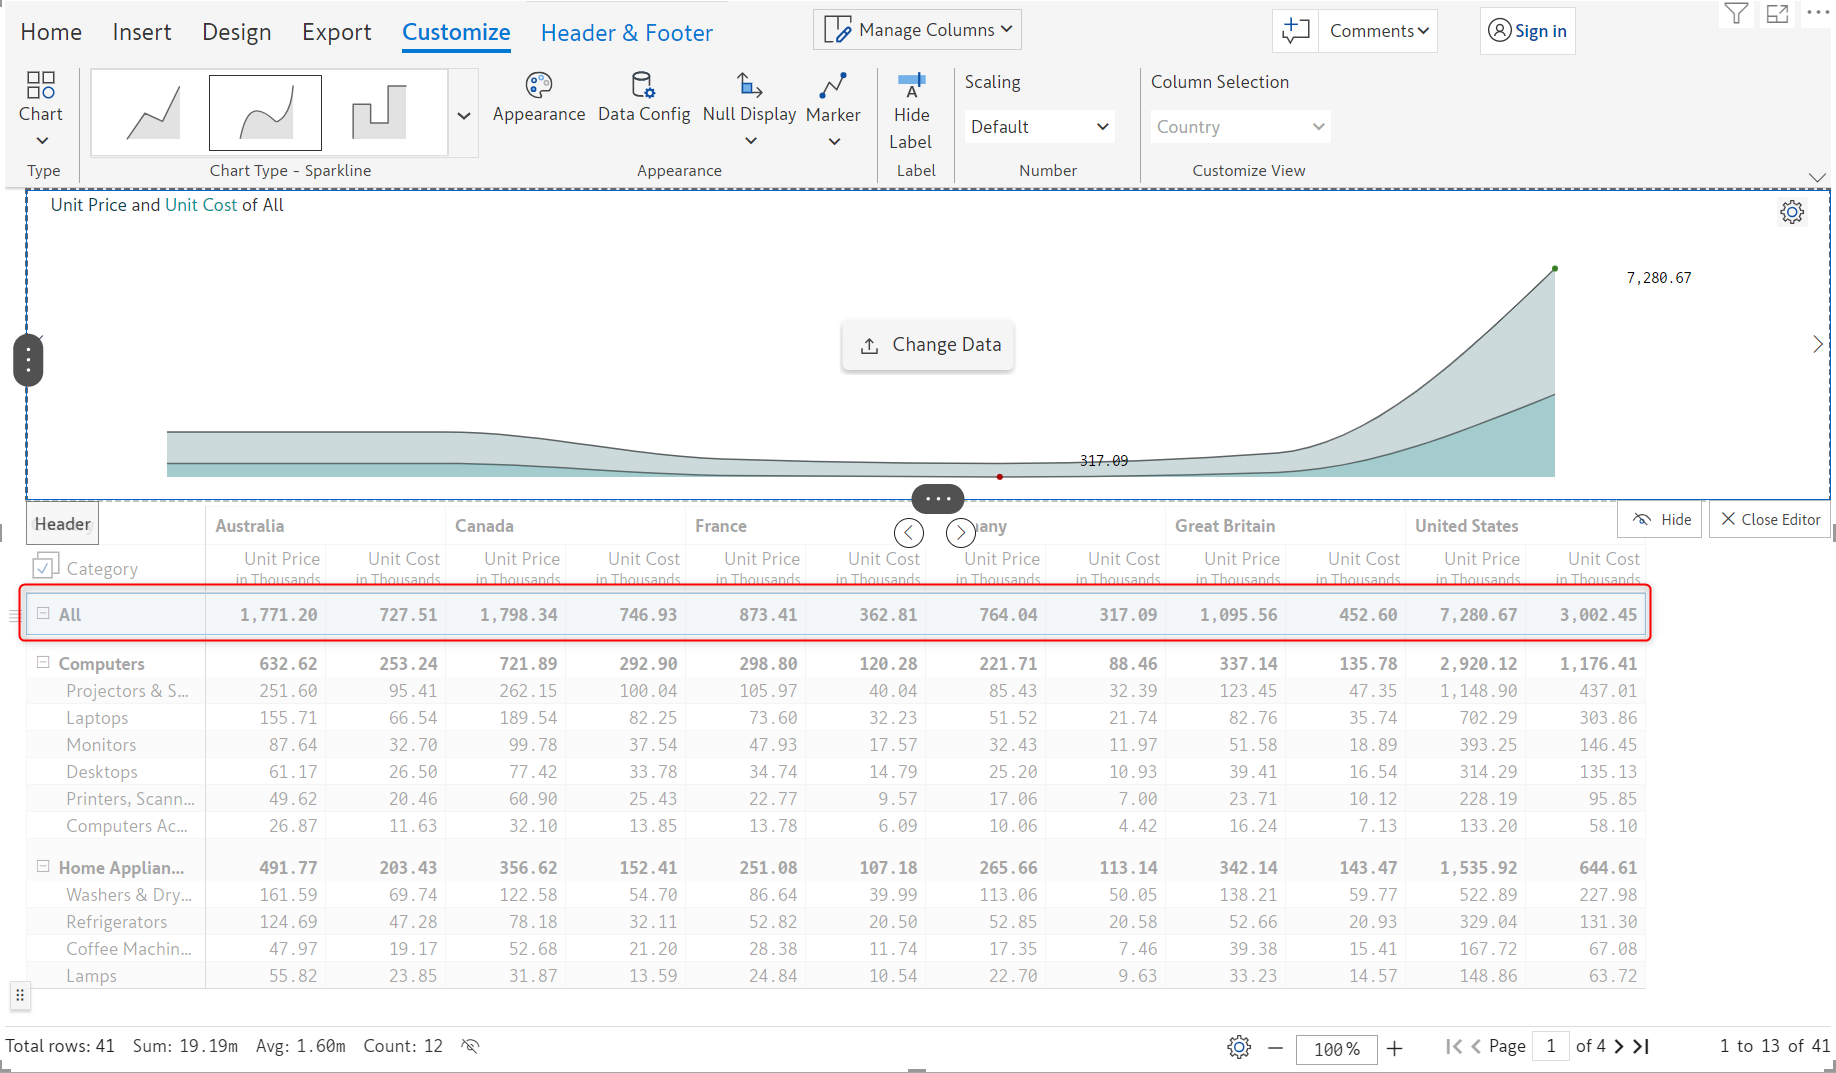 Home Insert Design Export Customize Header & Footer Manage Columns Comments Sign in
Chart Appearance Data Config Null Display Marker Hide Label Scaling Default Column Selection Country
Type Chart Type - Sparkline Appearance Label Number Customize View
Unit Price and Unit Cost of All
7,280.67
Change Data
317.09
Header Australia Canada France Great Britain United States Hide Close Editor
Category Unit Price Unit Cost Unit Price Unit Cost Unit Price Unit Cost Unit Price Unit Cost Unit Price Unit Cost Unit Price Unit Cost
in Thousands in Thousands in Thousands in Thousands in Thousands in Thousands in Thousands in Thousands in Thousands in Thousands in Thousands in Thousands
All 1,771.20 727.51 1,798.34 746.93 873.41 362.81 764.04 317.09 1,095.56 452.60 7,280.67 3,002.45
Computers 632.62 253.24 721.89 292.90 298.80 120.28 221.71 88.46 337.14 135.78 2,920.12 1,176.41
Projectors & S... 251.60 95.41 262.15 100.04 105.97 40.04 85.43 32.39 123.45 47.35 1,148.90 437.01
Laptops 155.71 66.54 189.54 82.25 73.60 32.23 51.52 21.74 82.76 35.74 702.29 303.86
Monitors 87.64 32.70 99.78 37.54 47.93 17.57 32.43 11.97 51.58 18.89 393.25 146.45
Desktops 61.17 26.50 77.42 33.78 34.74 14.79 25.20 10.93 39.41 16.54 314.29 135.13
Printers, Scann... 49.62 20.46 60.90 25.43 22.77 9.57 17.06 7.00 23.71 10.12 228.19 95.85
Computers Ac... 26.87 11.63 32.10 13.85 13.78 6.09 10.06 4.42 16.24 7.13 133.20 58.10
Home Applian... 491.77 203.43 356.62 152.41 251.08 107.18 265.66 113.14 342.14 143.47 1,535.92 644.61
Washers & Dry... 161.59 69.74 122.58 54.70 86.64 39.99 113.06 50.05 138.21 59.77 522.89 227.98
Refrigerators 124.69 47.28 78.18 32.11 52.82 20.50 52.85 20.58 52.66 20.93 329.04 131.30
Coffee Machin... 47.97 19.17 52.68 21.20 28.38 11.74 17.35 7.46 39.38 15.41 167.72 67.08
Lamps 55.82 23.85 31.87 13.59 24.84 10.54 22.70 9.63 33.23 14.57 148.86 63.72
Total rows: 41 Sum: 19.19m Avg: 1.60m Count: 12 100% Page 1 of 4 1 to 13 of 41